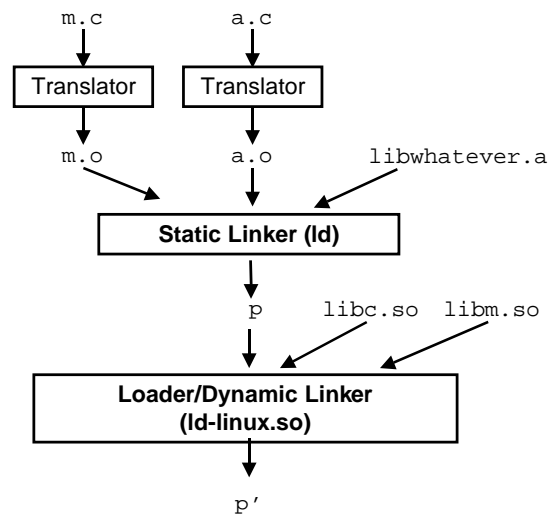 m.c a.c
Translator Translator
m.o a.o libwhatever.a
Static Linker (ld)
p libc.so libm.so
Loader/Dynamic Linker
(ld-linux.so)
p’